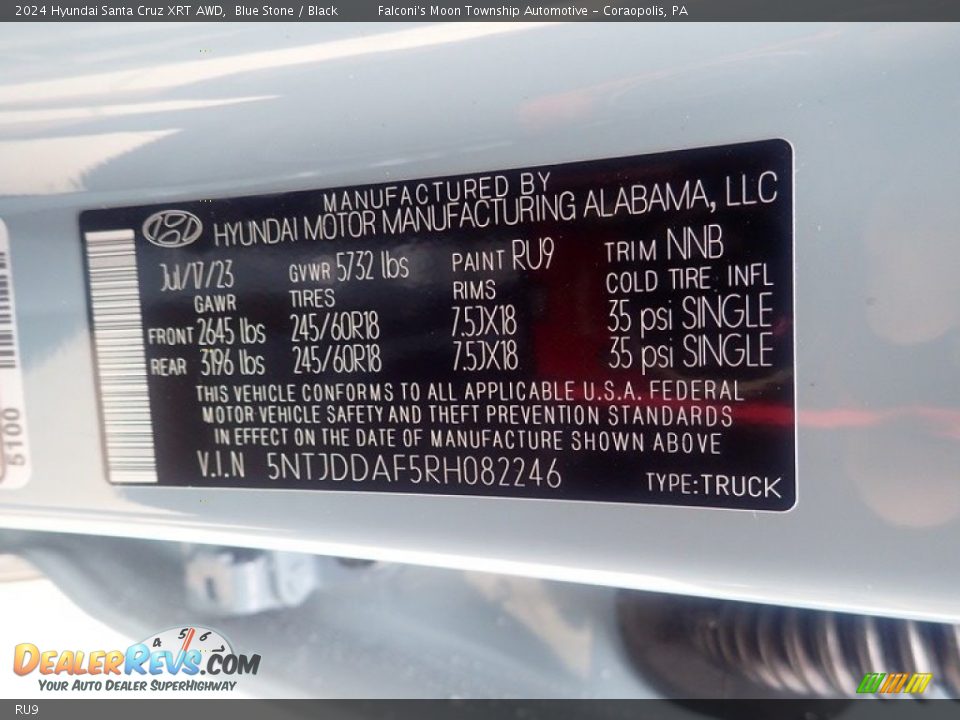 2024 Hyundai Santa Cruz XRT AWD, Blue Stone / Black Falconi's Moon Township Automotive - Coraopolis, PA
MANUFACTURED BY
HYUNDAI MOTOR MANUFACTURING ALABAMA, LLC
Jul/17/23 GVWR 5732 lbs PAINT RU9 TRIM NNB
GAWR TIRES RIMS COLD TIRE INFL
FRONT 2645 lbs 245/60R18 7.5JX18 35 psi SINGLE
REAR 3196 lbs 245/60R18 7.5JX18 35 psi SINGLE
THIS VEHICLE CONFORMS TO ALL APPLICABLE U.S.A. FEDERAL
MOTOR VEHICLE SAFETY AND THEFT PREVENTION STANDARDS
IN EFFECT ON THE DATE OF MANUFACTURE SHOWN ABOVE
V.I.N 5NTJDDAF5RH082246 TYPE:TRUCK
5100
4 5 6
DEALERREVS.COM
YOUR AUTO DEALER SUPERHIGHWAY
RU9